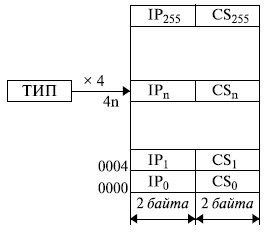 IP255 CS255
ТИП × 4 IPn CSn
4n
0004 IP1 CS1
0000 IP0 CS0
2 байта 2 байта